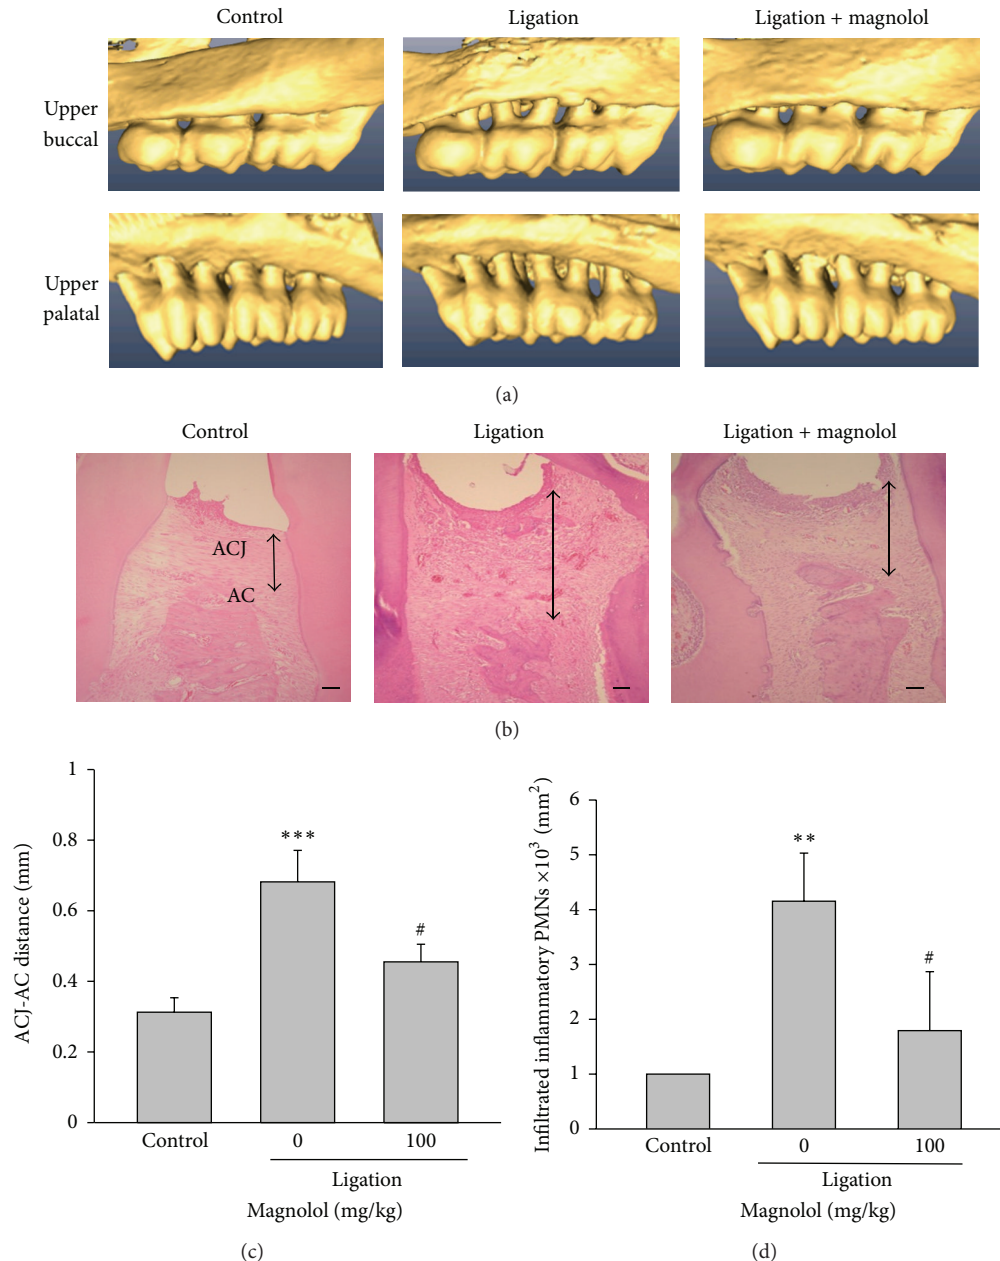 Control Ligation Ligation + magnolol
Upper
buccal
Upper
palatal
(a)
Control Ligation Ligation + magnolol
ACJ
AC
(b)
1
0.8
0.6
0.4
0.2
0
ACJ-AC distance (mm)
***
#
Control 0 100
Ligation
Magnolol (mg/kg)
(c)
6
5
4
3
2
1
0
Infiltrated inflammatory PMNs ×10³ (mm²)
**
#
Control 0 100
Ligation
Magnolol (mg/kg)
(d)